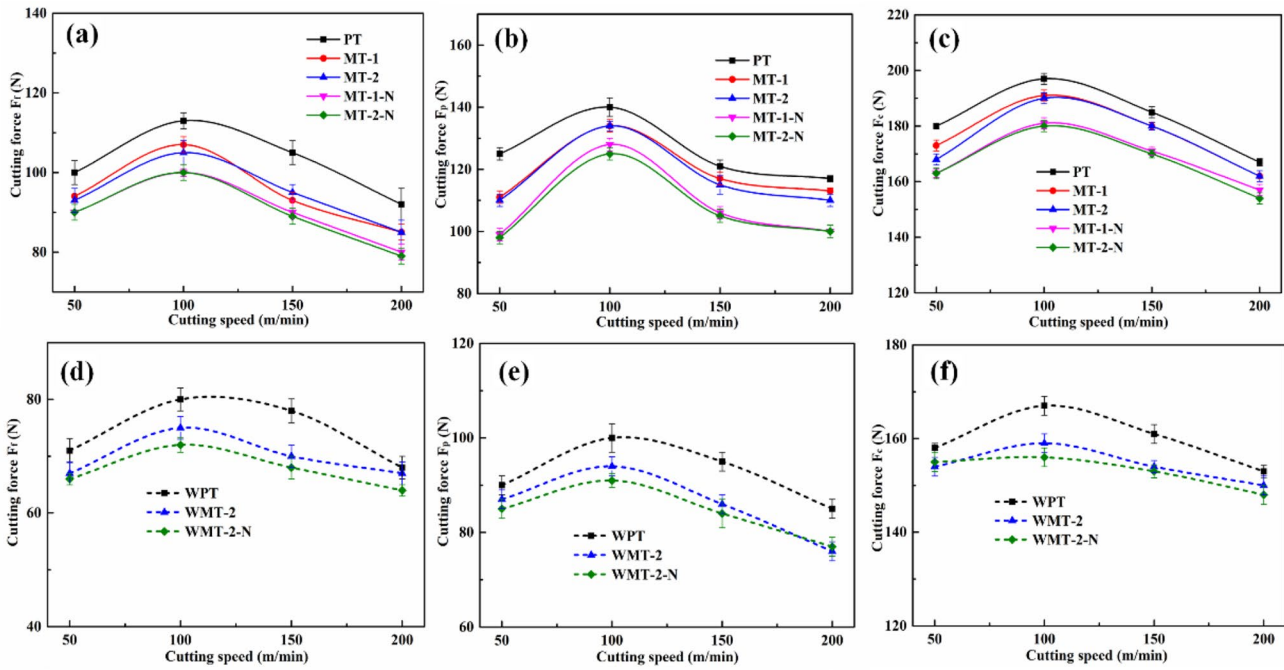 (a)
140
120
100
80
Cutting force Ff (N)
PT
MT-1
MT-2
MT-1-N
MT-2-N
50 100 150 200
Cutting speed (m/min)
(b)
160
140
120
100
80
Cutting force Fp (N)
PT
MT-1
MT-2
MT-1-N
MT-2-N
50 100 150 200
Cutting speed (m/min)
(c)
220
200
180
160
140
120
Cutting force Fc (N)
PT
MT-1
MT-2
MT-1-N
MT-2-N
50 100 150 200
Cutting speed (m/min)
(d)
80
60
40
Cutting force Ff (N)
WPT
WMT-2
WMT-2-N
50 100 150 200
Cutting speed (m/min)
(e)
120
100
80
60
Cutting force Fp (N)
WPT
WMT-2
WMT-2-N
50 100 150 200
Cutting speed (m/min)
(f)
180
160
140
120
Cutting force Fc (N)
WPT
WMT-2
WMT-2-N
50 100 150 200
Cutting speed (m/min)